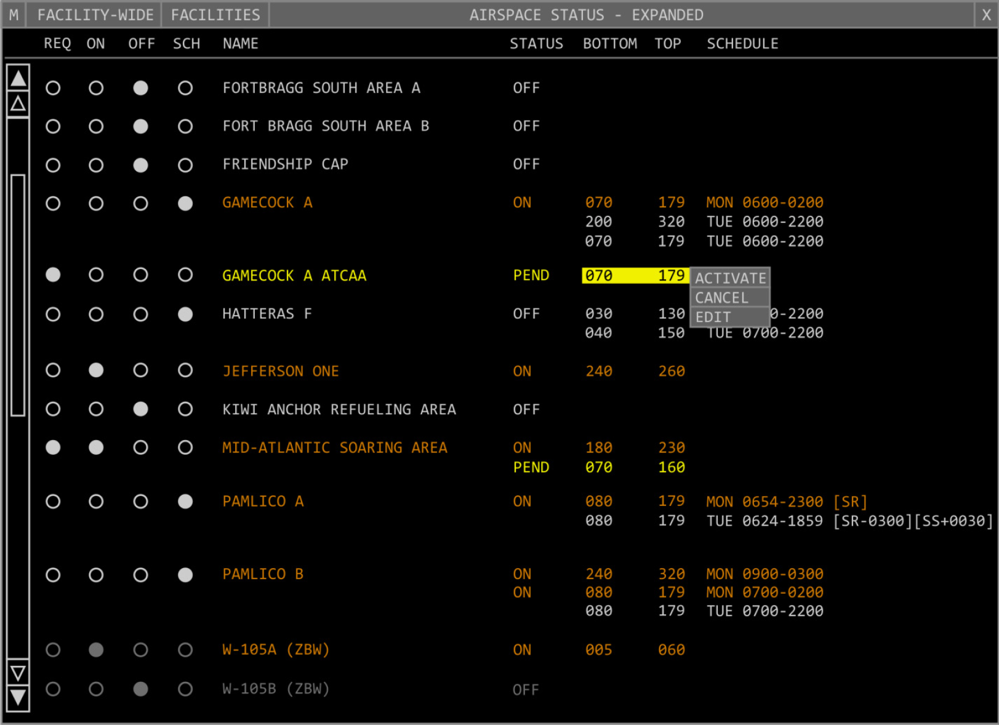 M FACILITY-WIDE FACILITIES AIRSPACE STATUS - EXPANDED X
REQ ON OFF SCH NAME STATUS BOTTOM TOP SCHEDULE
FORTBRAGG SOUTH AREA A OFF
FORT BRAGG SOUTH AREA B OFF
FRIENDSHIP CAP OFF
GAMECOCK A ON 070 179 MON 0600-0200
200 320 TUE 0600-2200
070 179 TUE 0600-2200
GAMECOCK A ATCAA PEND 070 179 ACTIVATE
CANCEL
HATTERAS F OFF 030 130 EDIT 0-2200
040 150 TUE 0700-2200
JEFFERSON ONE ON 240 260
KIWI ANCHOR REFUELING AREA OFF
MID-ATLANTIC SOARING AREA ON 180 230
PEND 070 160
PAMLICO A ON 080 179 MON 0654-2300 [SR]
080 179 TUE 0624-1859 [SR-0300][SS+0030]
PAMLICO B ON 240 320 MON 0900-0300
ON 080 179 MON 0700-0200
080 179 TUE 0700-2200
W-105A (ZBW) ON 005 060
W-105B (ZBW) OFF